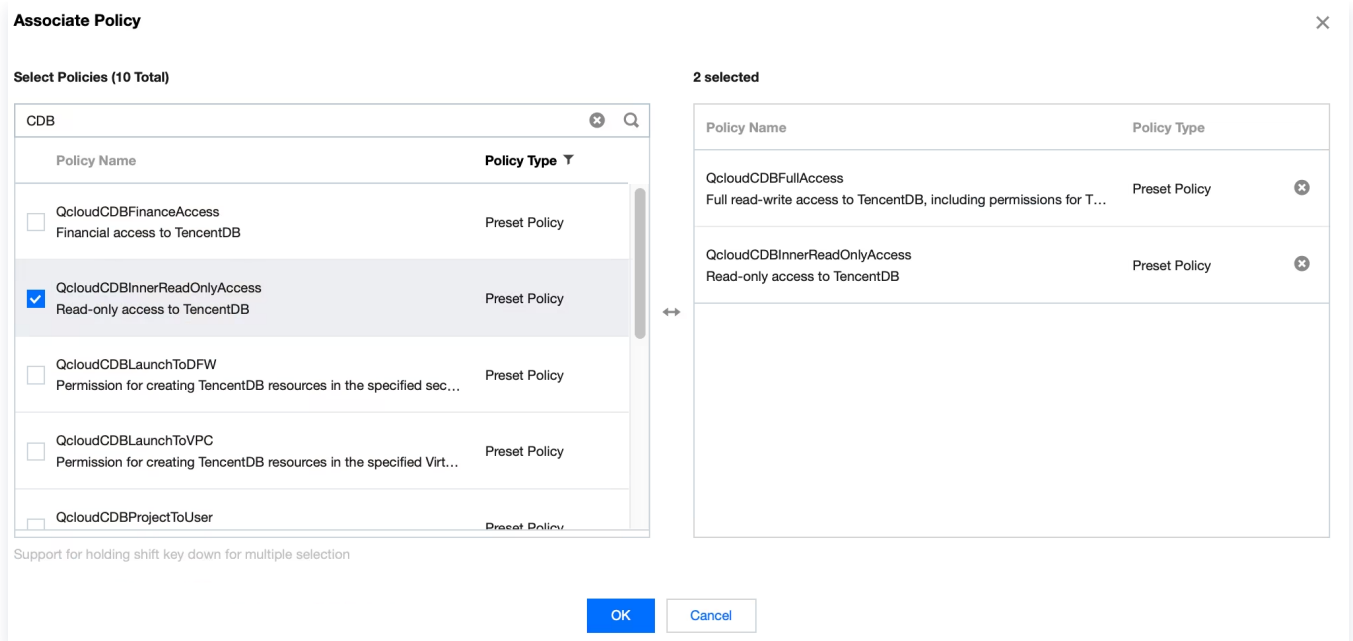 Associate Policy
Select Policies (10 Total)
CDB
Policy Name Policy Type
QcloudCDBFinanceAccess
Financial access to TencentDB
Preset Policy
QcloudCDBInnerReadOnlyAccess
Read-only access to TencentDB
Preset Policy
QcloudCDBLaunchToDFW
Permission for creating TencentDB resources in the specified sec...
Preset Policy
QcloudCDBLaunchToVPC
Permission for creating TencentDB resources in the specified Virt...
Preset Policy
QcloudCDBProjectToUser
Preset Policy
Support for holding shift key down for multiple selection
2 selected
Policy Name Policy Type
QcloudCDBFullAccess
Full read-write access to TencentDB, including permissions for T...
Preset Policy
QcloudCDBInnerReadOnlyAccess
Read-only access to TencentDB
Preset Policy
OK
Cancel